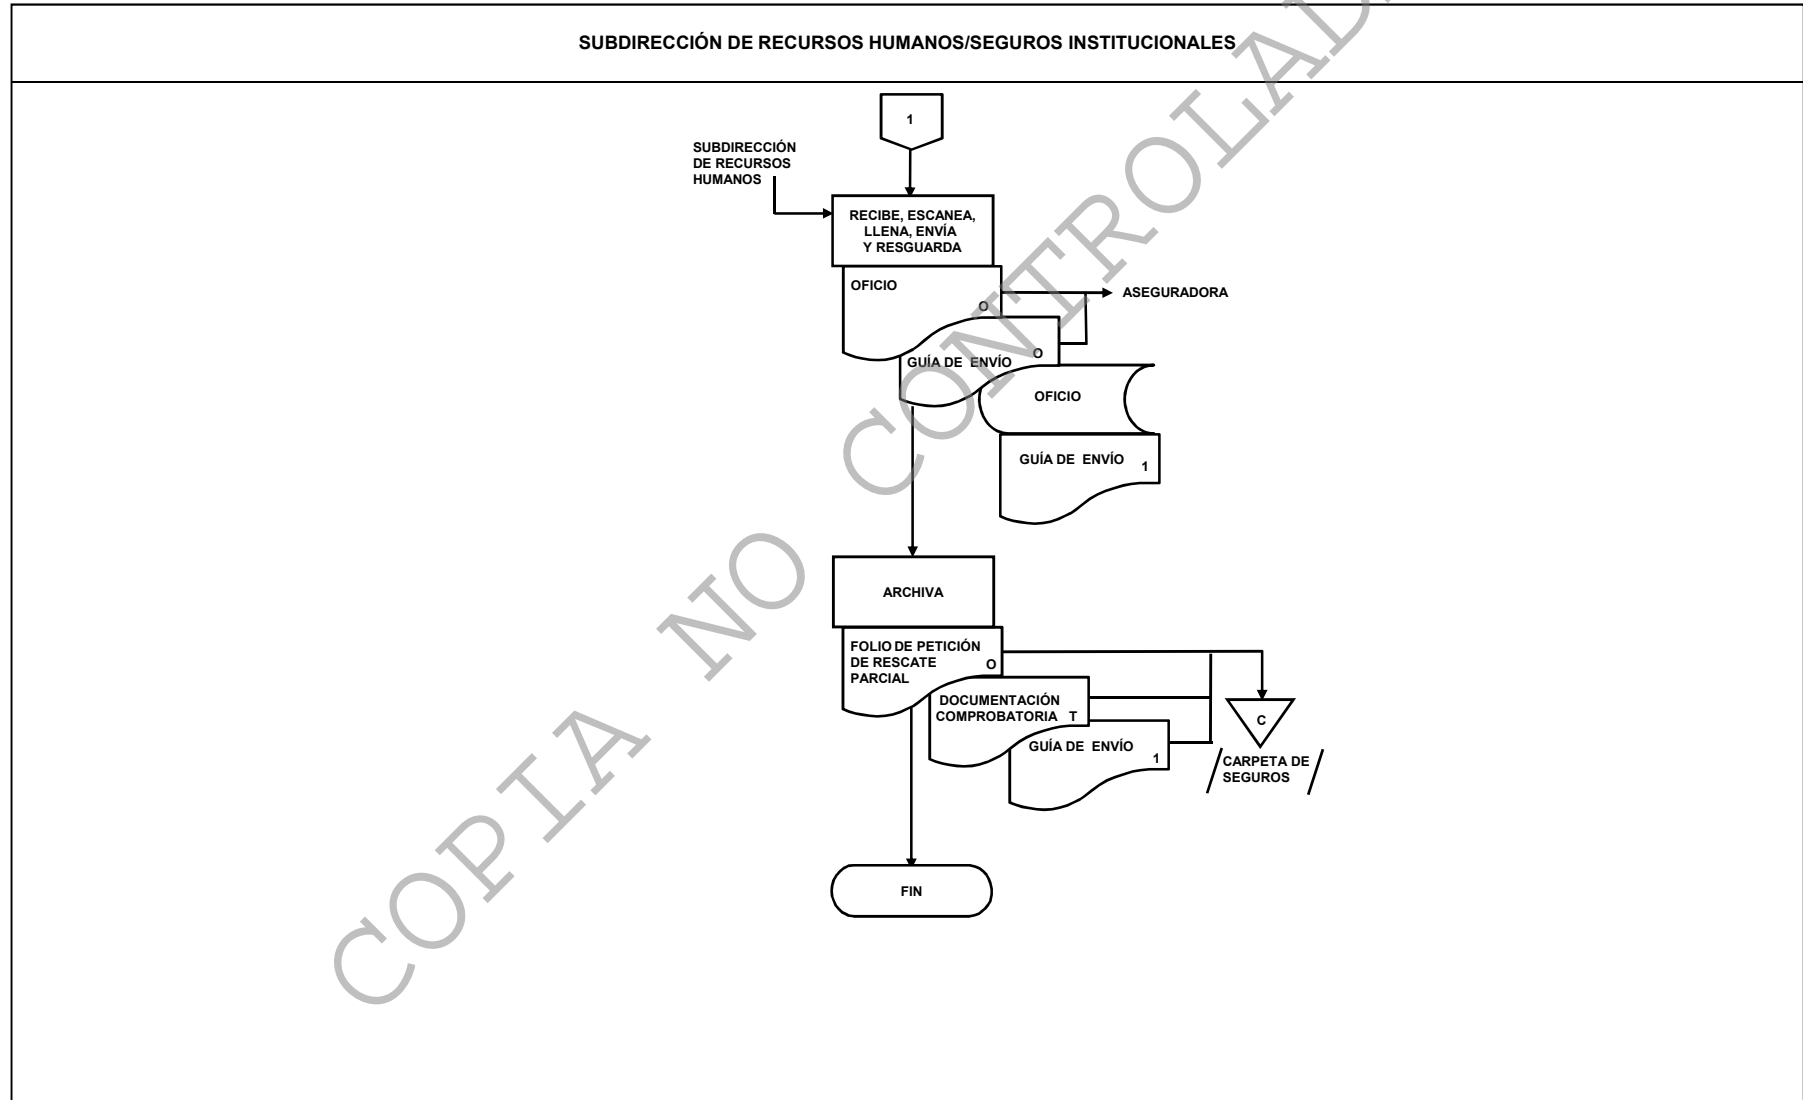 SUBDIRECCIÓN DE RECURSOS HUMANOS/SEGUROS INSTITUCIONALES
1
SUBDIRECCIÓN
DE RECURSOS
HUMANOS
RECIBE, ESCANEA,
LLENA, ENVÍA
Y RESGUARDA
OFICIO
O
ASEGURADORA
GUÍA DE ENVÍO O
OFICIO
GUÍA DE ENVÍO 1
ARCHIVA
FOLIO DE PETICIÓN
DE RESCATE O
PARCIAL
DOCUMENTACIÓN
COMPROBATORIA T
GUÍA DE ENVÍO
1
C
CARPETA DE
SEGUROS
FIN
COPIA NO CONTROLAD